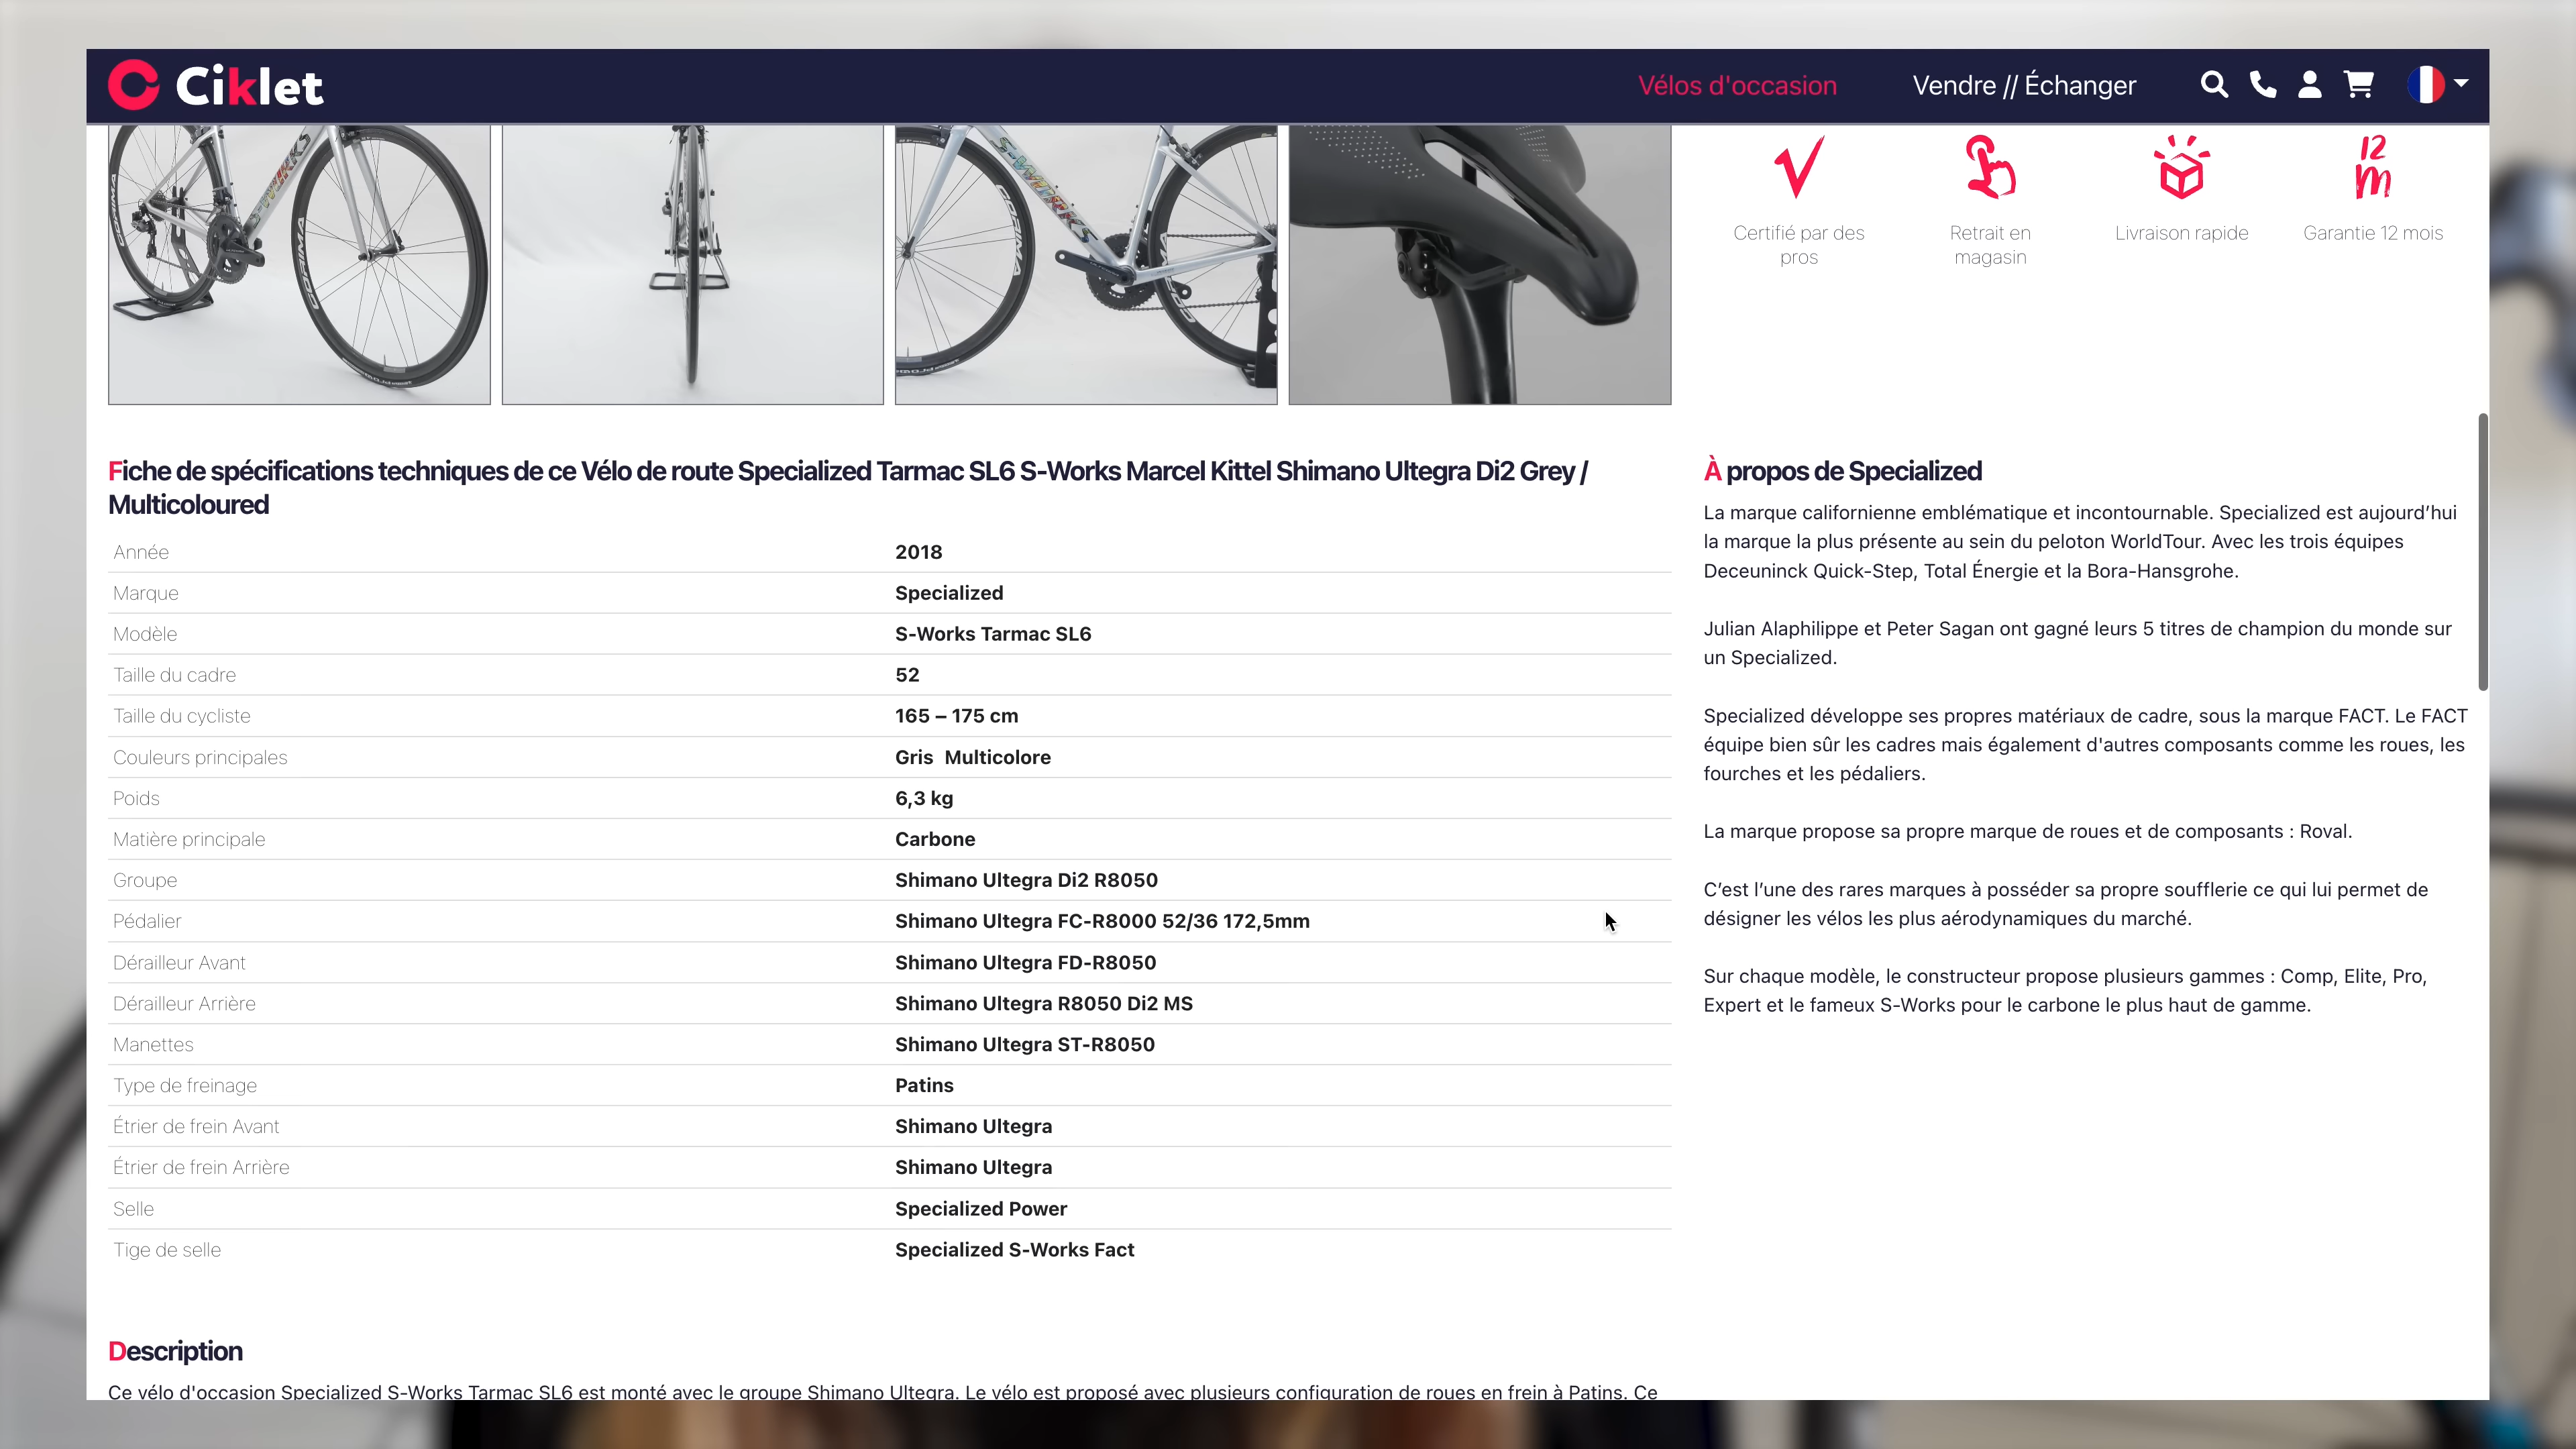 Ciklet
Vélos d'occasion
Vendre // Échanger
S-WORKS
CORIMA
CORIMA
S-WORKS
CORIMA
Certifié par des
pros
Retrait en
magasin
Livraison rapide
12
m
Garantie 12 mois
Fiche de spécifications techniques de ce Vélo de route Specialized Tarmac SL6 S-Works Marcel Kittel Shimano Ultegra Di2 Grey /
Multicoloured
Année 2018
Marque Specialized
Modèle S-Works Tarmac SL6
Taille du cadre 52
Taille du cycliste 165 – 175 cm
Couleurs principales Gris Multicolore
Poids 6,3 kg
Matière principale Carbone
Groupe Shimano Ultegra Di2 R8050
Pédalier Shimano Ultegra FC-R8000 52/36 172,5mm
Dérailleur Avant Shimano Ultegra FD-R8050
Dérailleur Arrière Shimano Ultegra R8050 Di2 MS
Manettes Shimano Ultegra ST-R8050
Type de freinage Patins
Étrier de frein Avant Shimano Ultegra
Étrier de frein Arrière Shimano Ultegra
Selle Specialized Power
Tige de selle Specialized S-Works Fact
Description
Ce vélo d'occasion Specialized S-Works Tarmac SL6 est monté avec le groupe Shimano Ultegra. Le vélo est proposé avec plusieurs configuration de roues en frein à Patins. Ce
À propos de Specialized
La marque californienne emblématique et incontournable. Specialized est aujourd’hui
la marque la plus présente au sein du peloton WorldTour. Avec les trois équipes
Deceuninck Quick-Step, Total Énergie et la Bora-Hansgrohe.
Julian Alaphilippe et Peter Sagan ont gagné leurs 5 titres de champion du monde sur
un Specialized.
Specialized développe ses propres matériaux de cadre, sous la marque FACT. Le FACT
équipe bien sûr les cadres mais également d'autres composants comme les roues, les
fourches et les pédaliers.
La marque propose sa propre marque de roues et de composants : Roval.
C’est l’une des rares marques à posséder sa propre soufflerie ce qui lui permet de
désigner les vélos les plus aérodynamiques du marché.
Sur chaque modèle, le constructeur propose plusieurs gammes : Comp, Elite, Pro,
Expert et le fameux S-Works pour le carbone le plus haut de gamme.